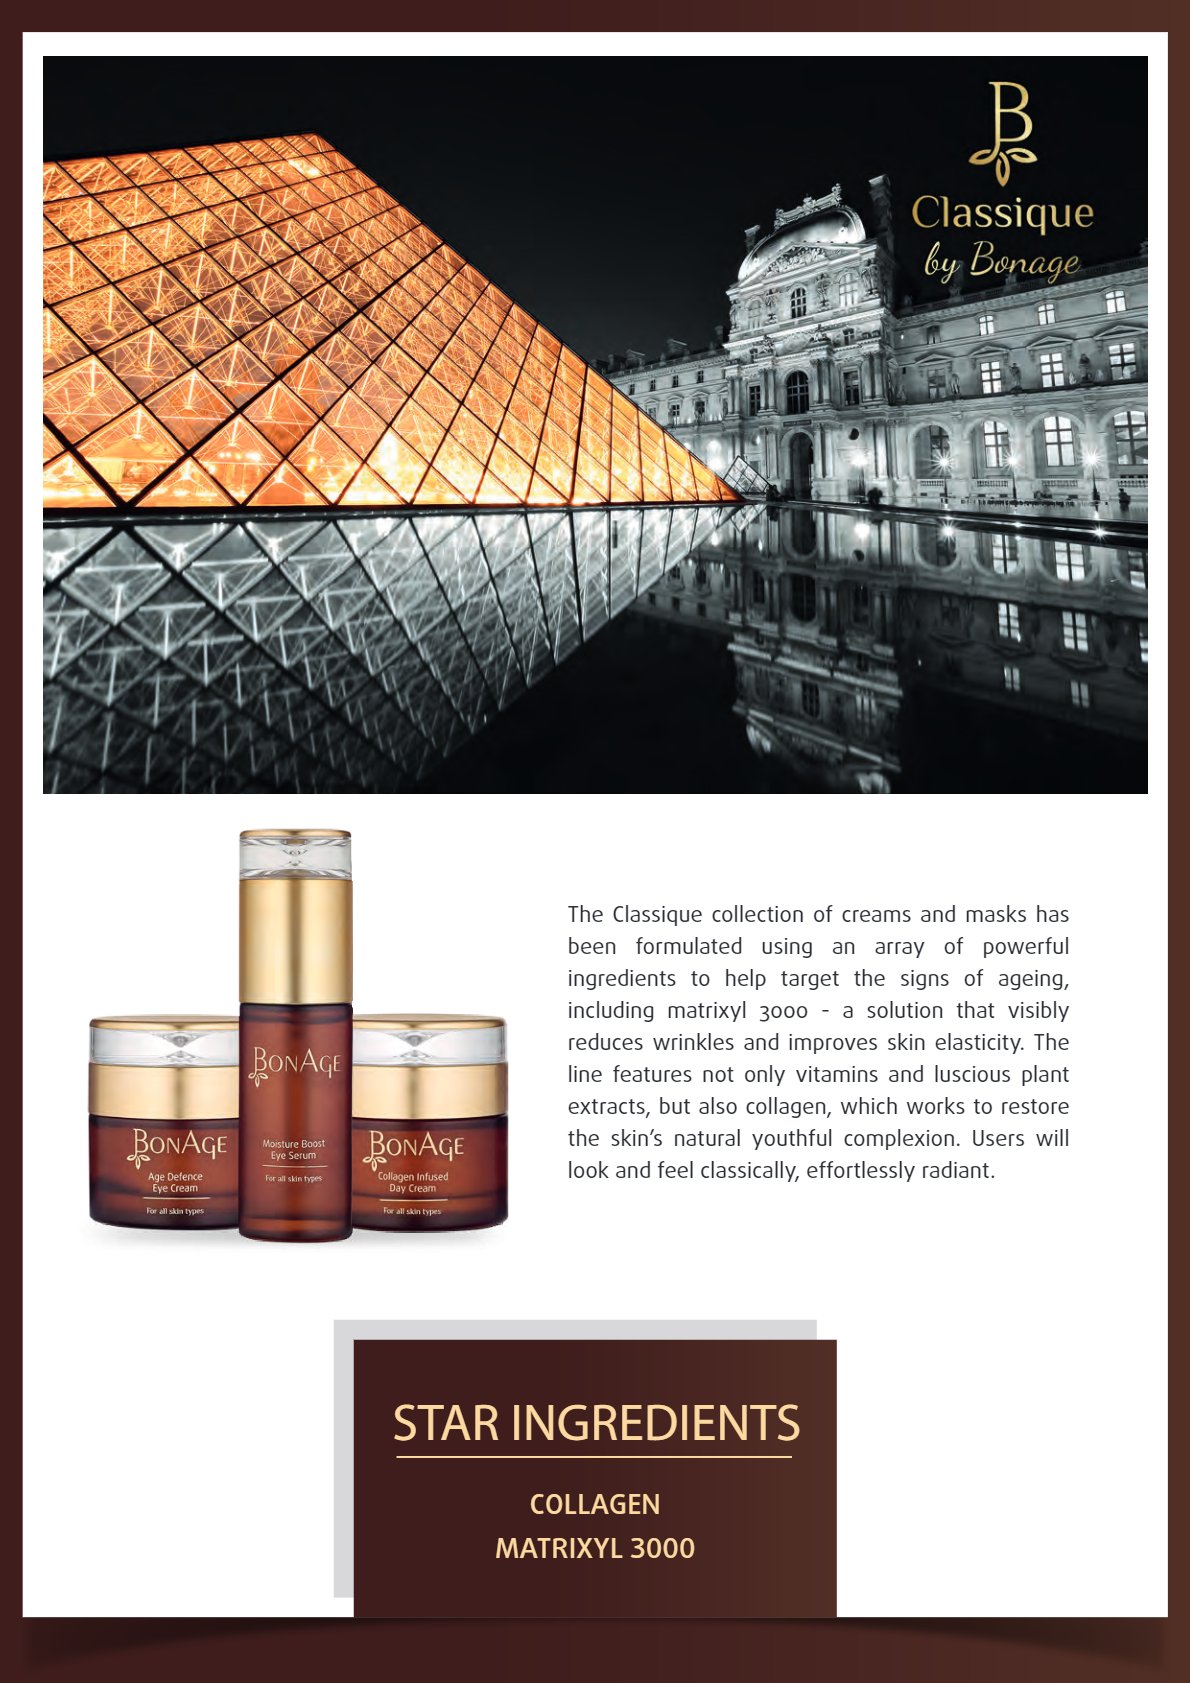 B
Classique
by Bonage
BONAGE
Moisture Boost
Eye Serum
For all skin types
BONAGE
Age Defence
Eye Cream
For all skin types
BONAGE
Collagen Infused
Day Cream
For all skin types
The Classique collection of creams and masks has
been formulated using an array of powerful
ingredients to help target the signs of ageing,
including matrixyl 3000 - a solution that visibly
reduces wrinkles and improves skin elasticity. The
line features not only vitamins and luscious plant
extracts, but also collagen, which works to restore
the skin’s natural youthful complexion. Users will
look and feel classically, effortlessly radiant.
STAR INGREDIENTS
COLLAGEN
MATRIXYL 3000